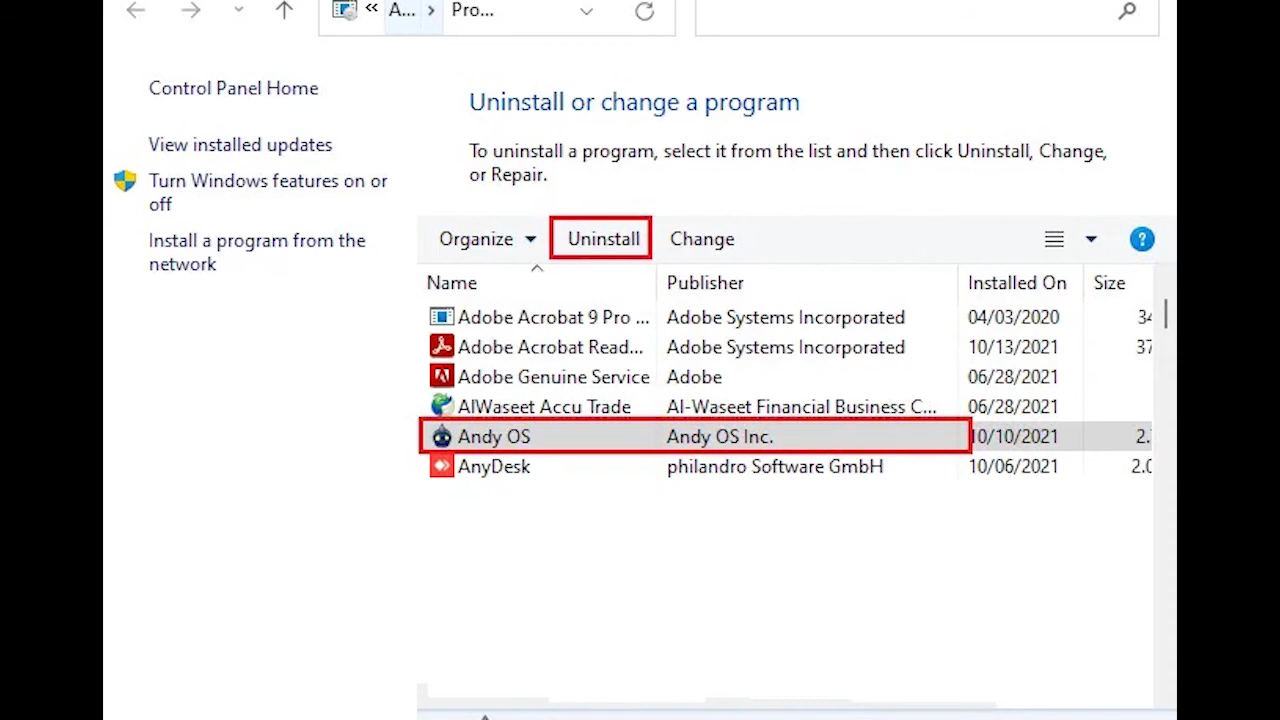 « A... > Pro...
Control Panel Home
View installed updates
Turn Windows features on or
off
Install a program from the
network
Uninstall or change a program
To uninstall a program, select it from the list and then click Uninstall, Change,
or Repair.
Organize Uninstall Change ?
Name Publisher Installed On Size
Adobe Acrobat 9 Pro ... Adobe Systems Incorporated 04/03/2020 34
Adobe Acrobat Read... Adobe Systems Incorporated 10/13/2021 37
Adobe Genuine Service Adobe 06/28/2021
AlWaseet Accu Trade Al-Waseet Financial Business C... 06/28/2021
Andy OS Andy OS Inc. 10/10/2021 2.
AnyDesk philandro Software GmbH 10/06/2021 2.0